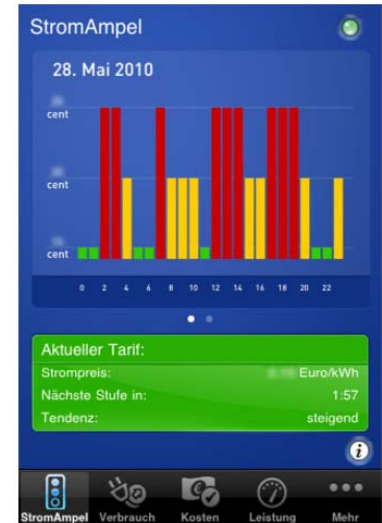 StromAmpel
28. Mai 2010
cent
cent
cent
0 2 4 6 8 10 12 14 16 18 20 22
Aktueller Tarif:
Strompreis: Euro/kWh
Nächste Stufe in: 1:57
Tendenz: steigend
StromAmpel Verbrauch Kosten Leistung Mehr